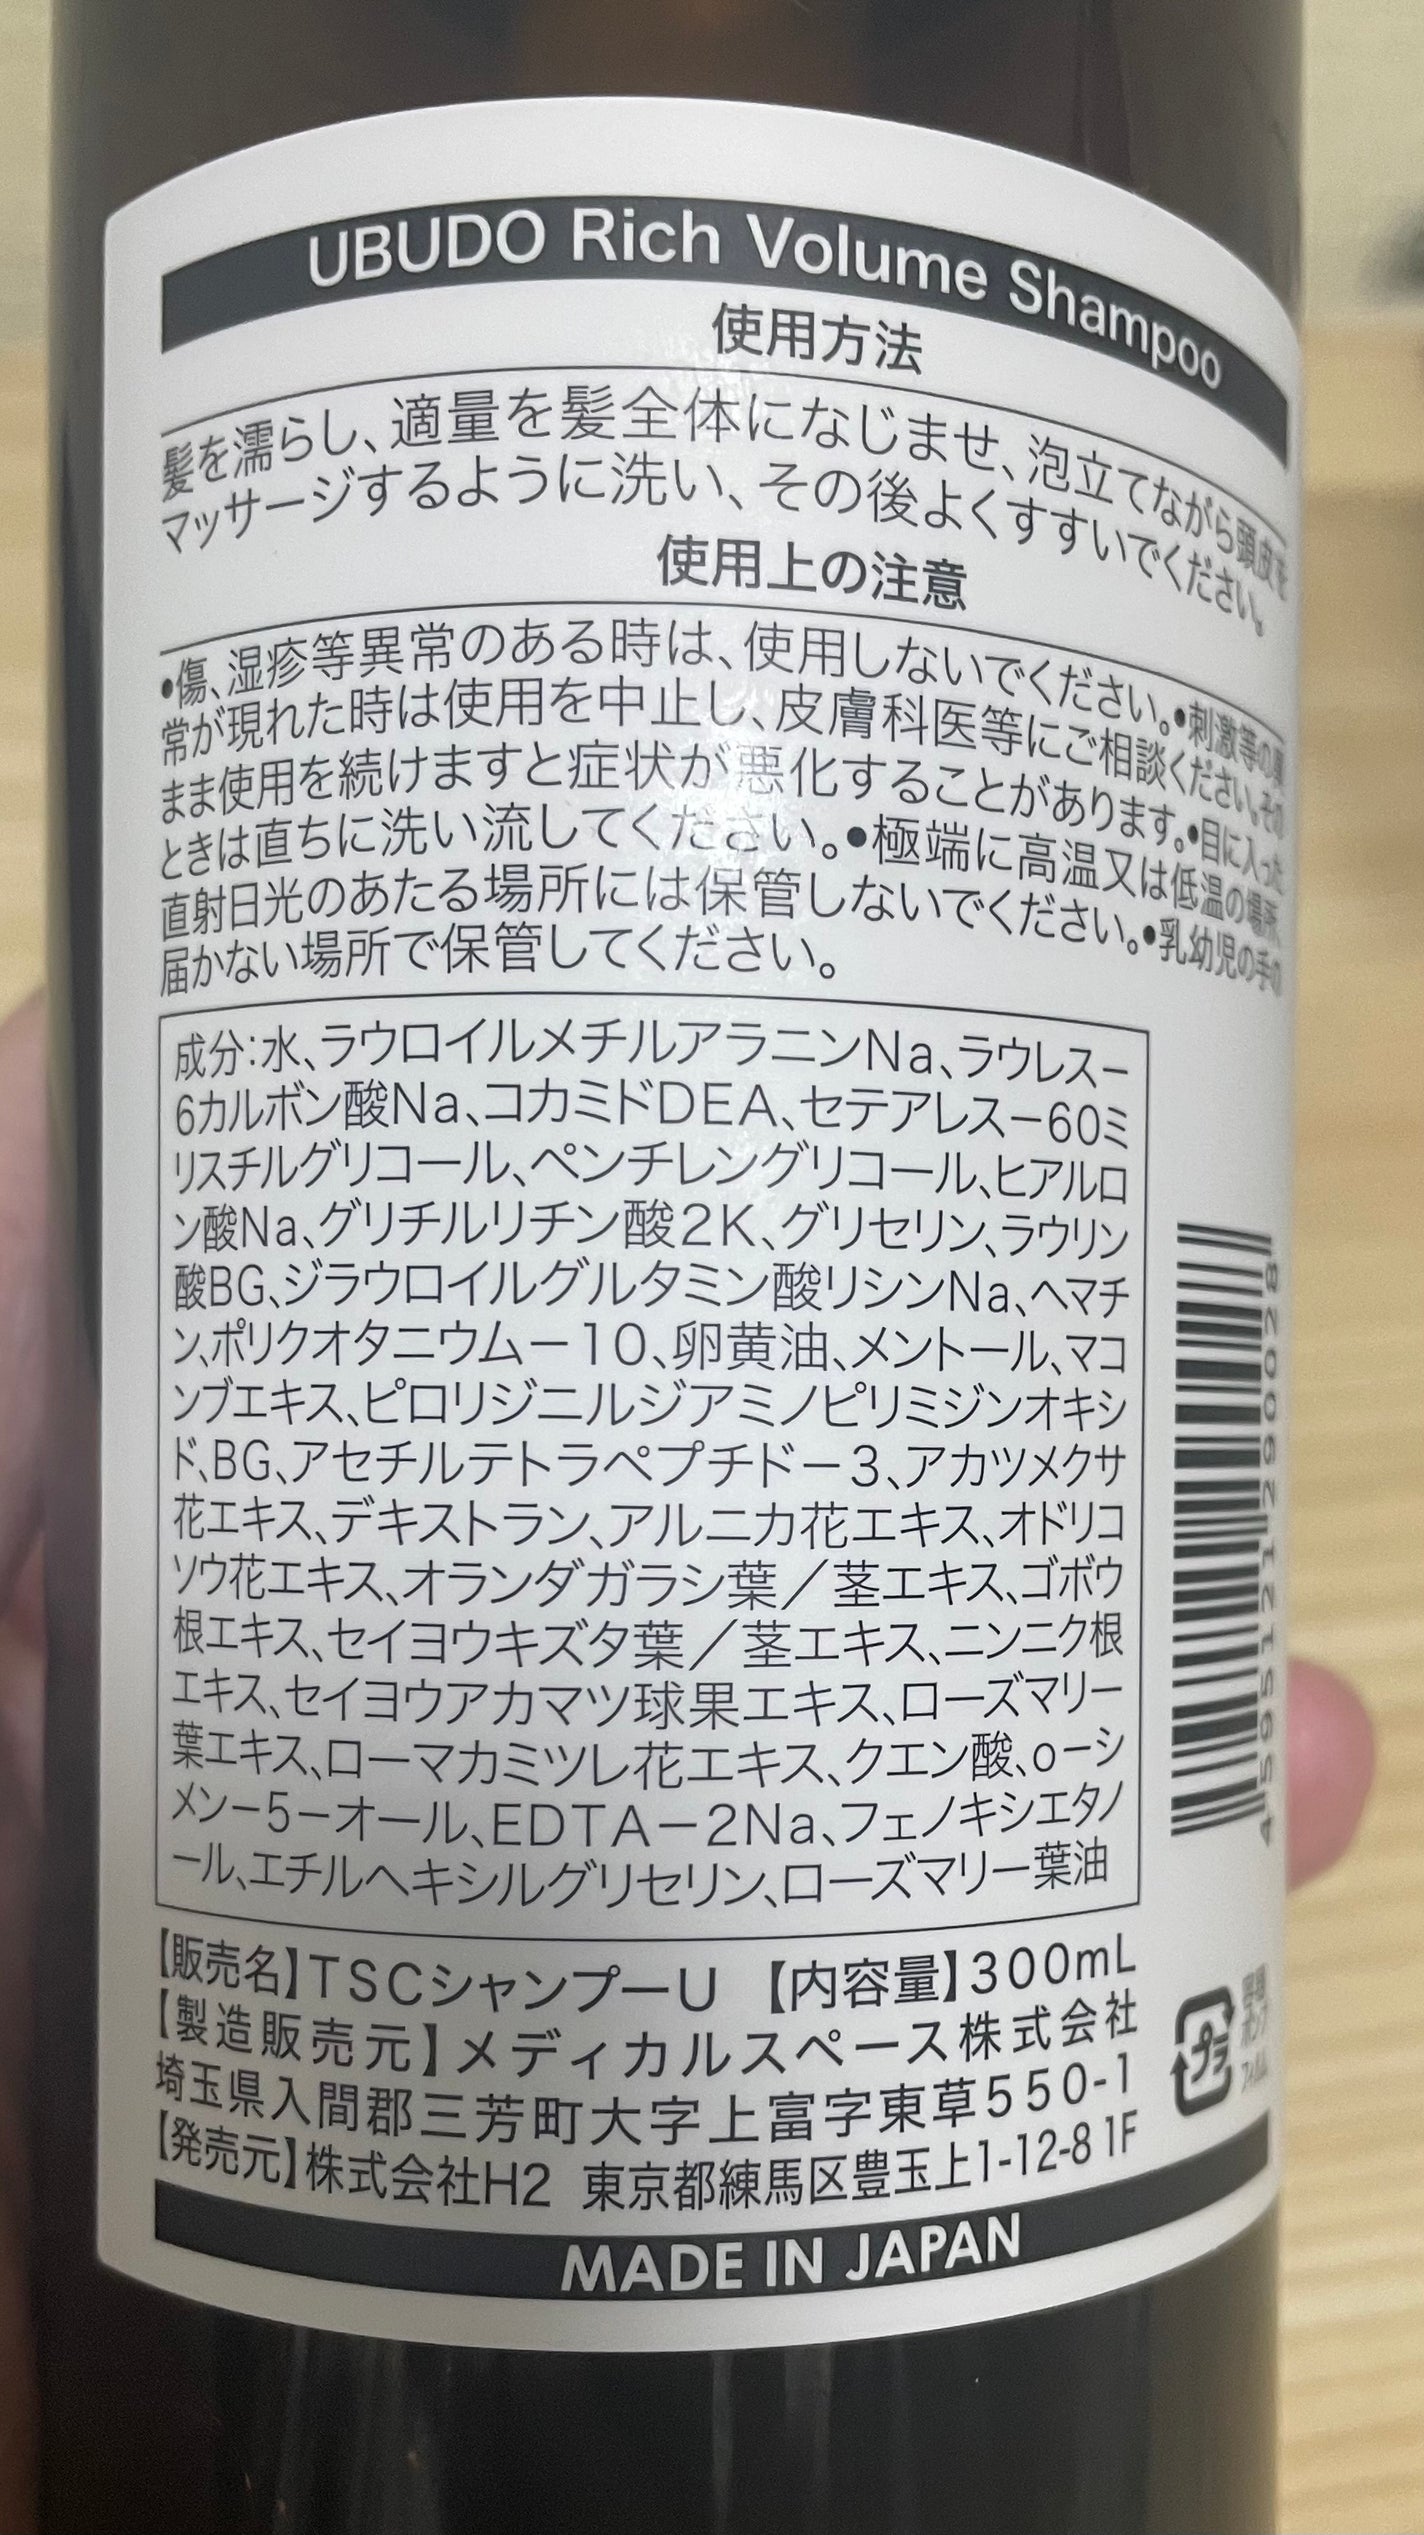 UBUDO Rich Volume Shampoo
使用方法
髪を濡らし、適量を髪全体になじませ、泡立てながら頭皮を
マッサージするように洗い、その後よくすすいでください。
使用上の注意
•傷、湿疹等異常のある時は、使用しないでください。•刺激等の異
常が現れた時は使用を中止し、皮膚科医等にご相談ください。その
まま使用を続けますと症状が悪化することがあります。•目に入った
ときは直ちに洗い流してください。•極端に高温又は低温の場所、
直射日光のあたる場所には保管しないでください。•乳幼児の手の
届かない場所で保管してください。
成分:水、ラウロイルメチルアラニンNa、ラウレスー
6カルボン酸Na、コカミドDEA、セテアレスー60ミ
リスチルグリコール、ペンチレングリコール、ヒアルロ
ン酸Na、グリチルリチン酸2K、グリセリン、ラウリン
酸BG、ジラウロイルグルタミン酸リシンNa、ヘマチ
ン、ポリクオタニウムー10、卵黄油、メントール、マコ
ンブエキス、ピロリジニルジアミノピリミジンオキシ
ド、BG、アセチルテトラペプチドー3、アカツメクサ
花エキス、デキストラン、アルニカ花エキス、オドリコ
ソウ花エキス、オランダガラシ葉／茎エキス、ゴボウ
根エキス、セイヨウキズタ葉／茎エキス、ニンニク根
エキス、セイヨウアカマツ球果エキス、ローズマリー
葉エキス、ローマカミツレ花エキス、クエン酸、oーシ
メンー5ーオール、EDTAー2Na、フェノキシエタノ
ール、エチルヘキシルグリセリン、ローズマリー葉油
4595121290028
【販売名】TSCシャンプーU 【内容量】300mL
【製造販売元】メディカルスペース株式会社
埼玉県入間郡三芳町大字上富字東草550-1
【発売元】株式会社H2 東京都練馬区豊玉上1-12-8 1F
プラ
MADE IN JAPAN